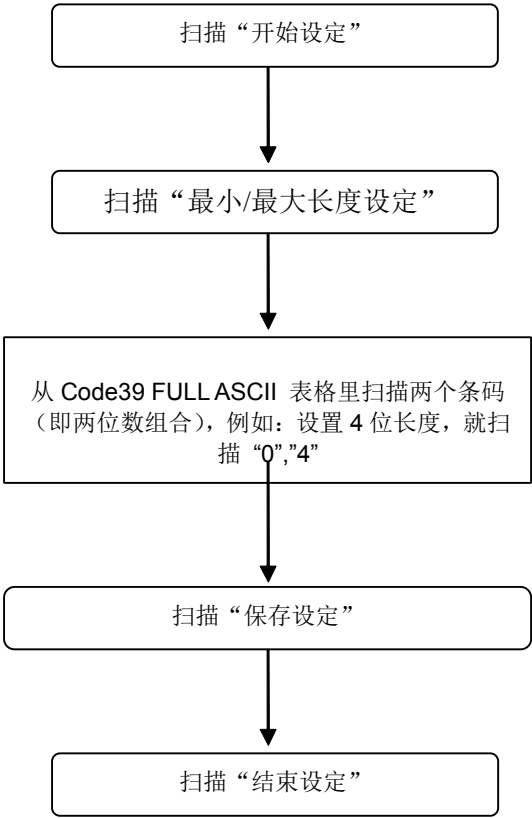 扫描“开始设定”
扫描“最小/最大长度设定”
从 Code39 FULL ASCII 表格里扫描两个条码
（即两位数组合），例如：设置 4 位长度，就扫
描 “0”,”4”
扫描“保存设定”
扫描“结束设定”